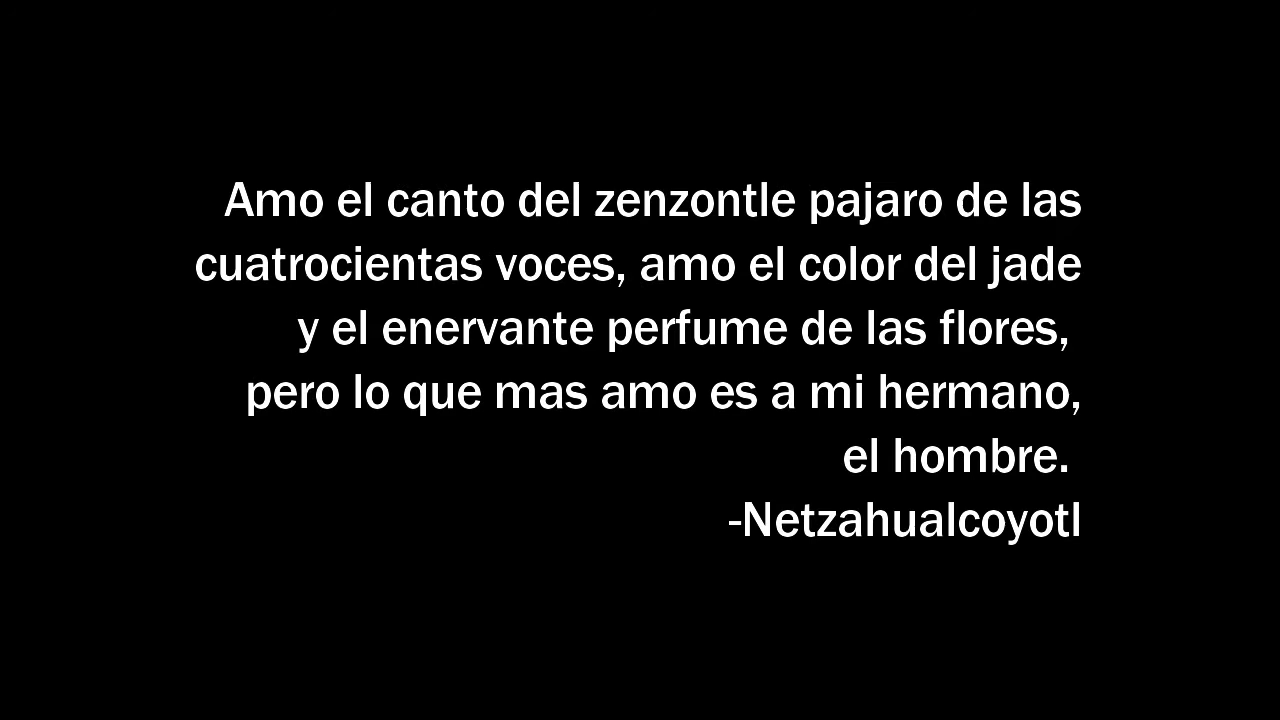 Amo el canto del zenzontle pajaro de las
cuatrocientas voces, amo el color del jade
y el enervante perfume de las flores,
pero lo que mas amo es a mi hermano,
el hombre.
-Netzahualcoyotl